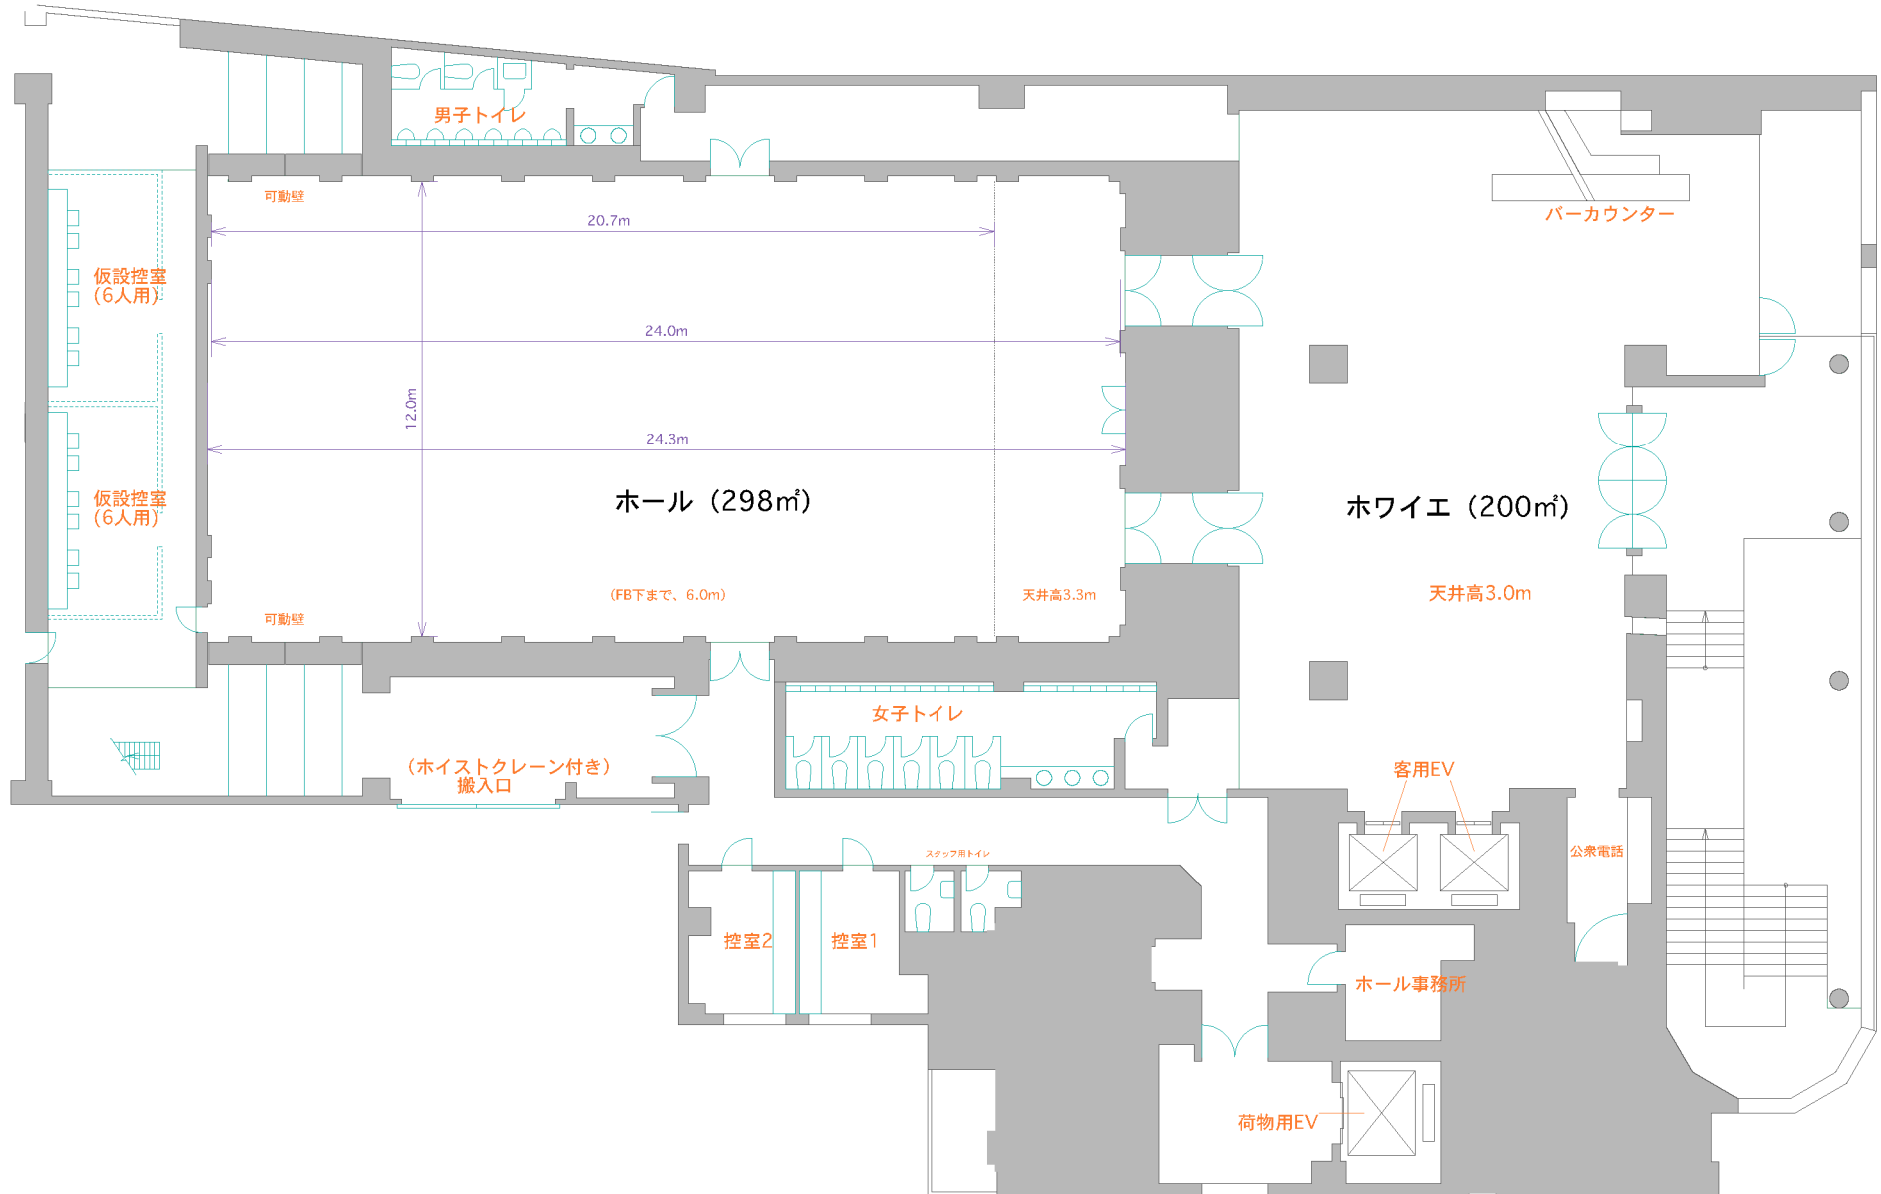 男子トイレ
可動壁
20.7m
バーカウンター
仮設控室
(6人用)
24.0m
12.0m
24.3m
ホール（298㎡）
ホワイエ（200㎡）
仮設控室
(6人用)
（FB下まで、6.0m）
天井高3.3m
天井高3.0m
可動壁
女子トイレ
（ホイストクレーン付き）
搬入口
客用EV
スタッフ用トイレ
公衆電話
控室2
控室1
ホール事務所
荷物用EV